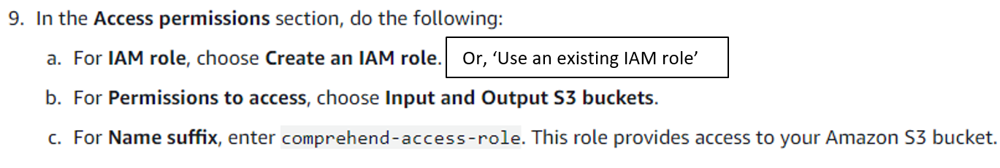 9. In the Access permissions section, do the following:
a. For IAM role, choose Create an IAM role. Or, ‘Use an existing IAM role’
b. For Permissions to access, choose Input and Output S3 buckets.
c. For Name suffix, enter comprehend-access-role. This role provides access to your Amazon S3 bucket.